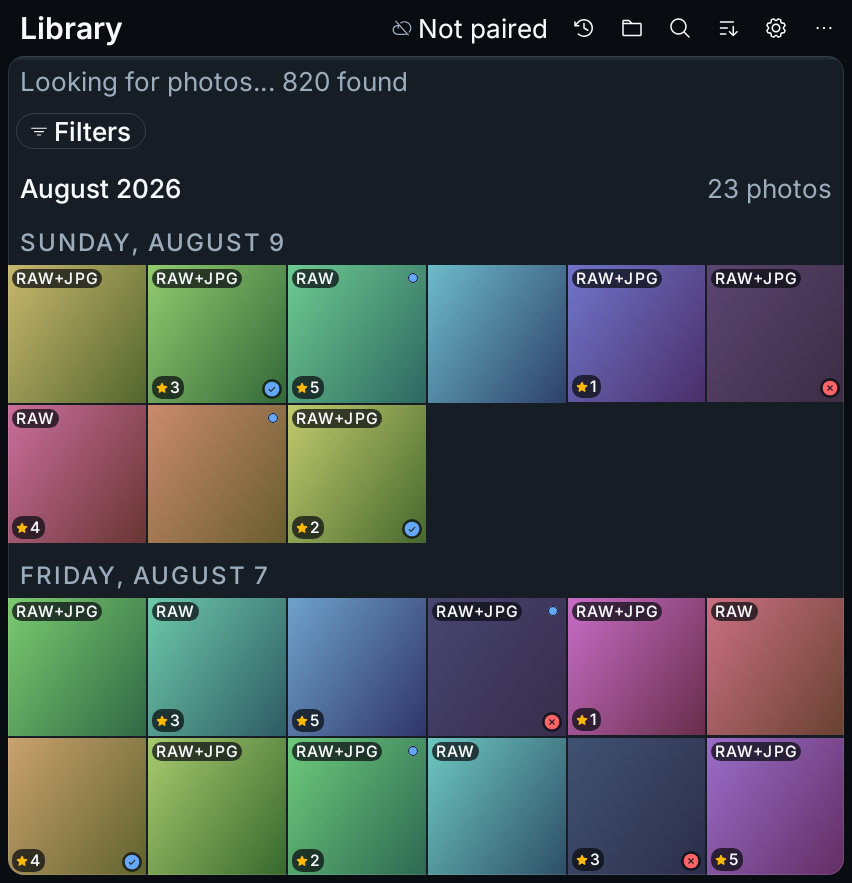 Library Not paired
Looking for photos... 820 found
Filters
August 2026 23 photos
SUNDAY, AUGUST 9
RAW+JPG RAW+JPG RAW RAW+JPG RAW+JPG
3 5 1
RAW RAW+JPG
4 2
FRIDAY, AUGUST 7
RAW+JPG RAW RAW+JPG RAW+JPG RAW
3 5 1
RAW+JPG RAW+JPG RAW RAW+JPG
4 2 3 5